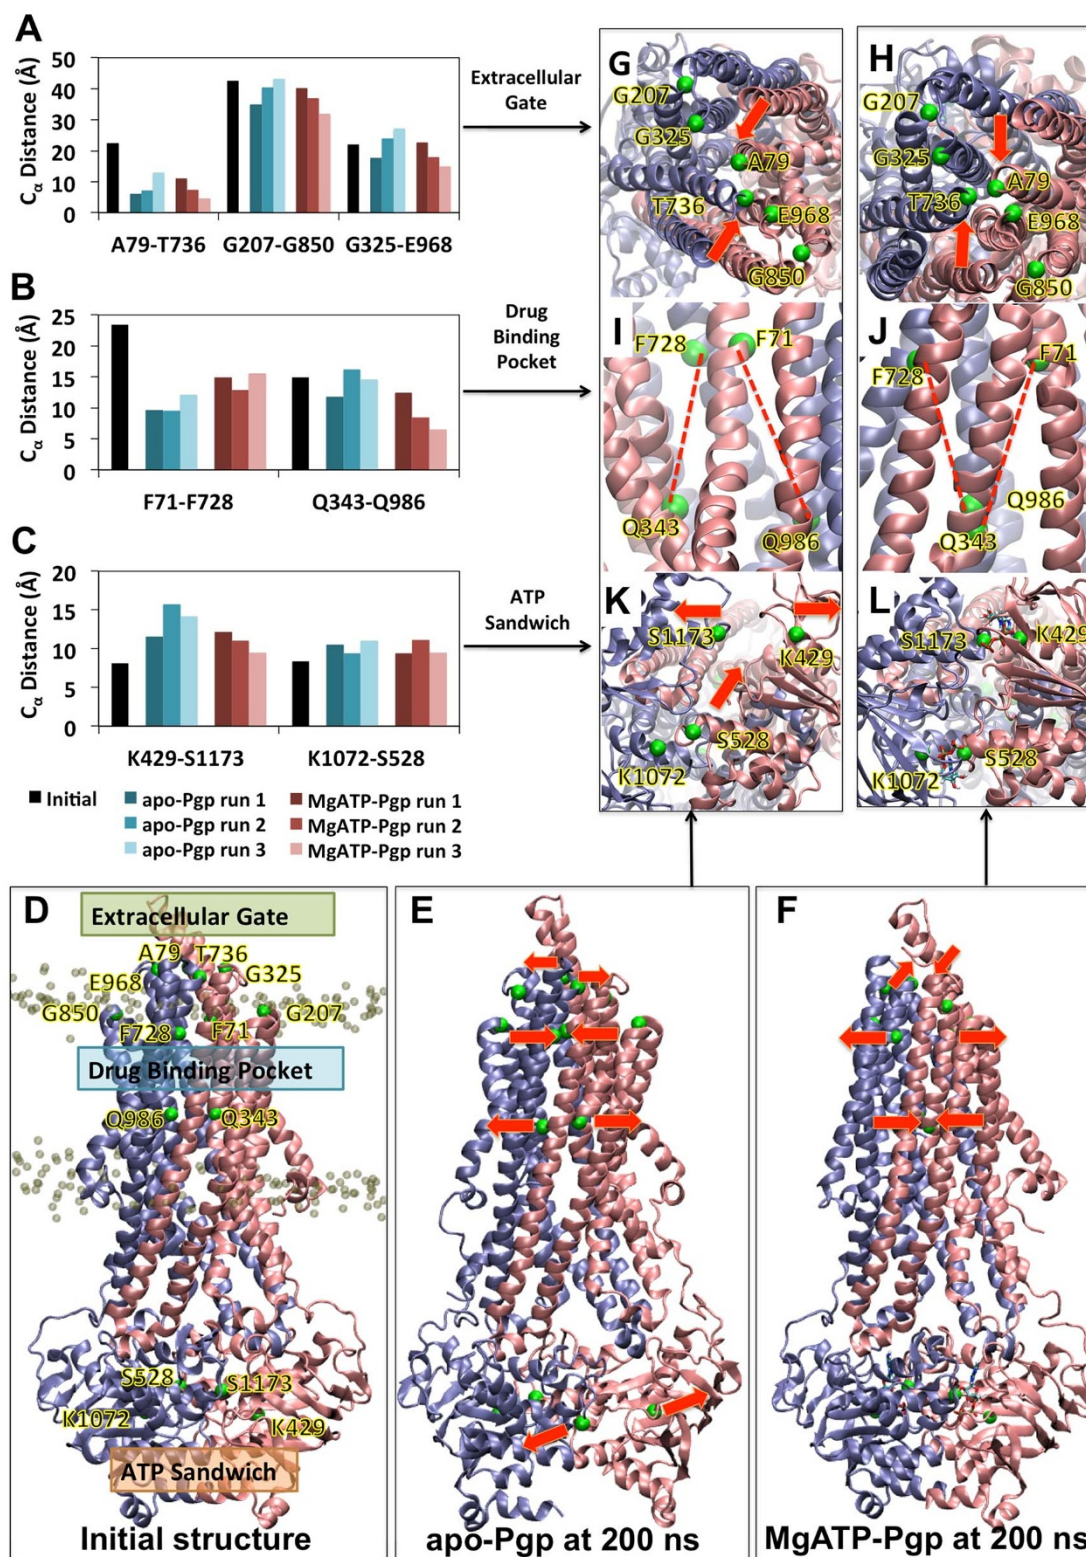 A
50
40
30
20
10
0
Cα Distance (Å)
A79-T736 G207-G850 G325-E968
Extracellular
Gate
B
25
20
15
10
5
0
Cα Distance (Å)
F71-F728 Q343-Q986
Drug
Binding
Pocket
C
20
15
10
5
0
Cα Distance (Å)
K429-S1173 K1072-S528
ATP
Sandwich
Initial apo-Pgp run 1 MgATP-Pgp run 1
apo-Pgp run 2 MgATP-Pgp run 2
apo-Pgp run 3 MgATP-Pgp run 3
G
G207
G325
A79
T736
E968
G850
H
G207
G325
A79
T736
E968
G850
I
F728 F71
Q343
Q986
J
F71
F728
Q986
Q343
K
S1173
K429
S528
K1072
L
S1173 K429
S528
K1072
D
Extracellular Gate
A79 T736
E968 G325
G850 G207
F728 F71
Drug Binding Pocket
Q986 Q343
S528 S1173
K1072 K429
ATP Sandwich
Initial structure
E
apo-Pgp at 200 ns
F
MgATP-Pgp at 200 ns